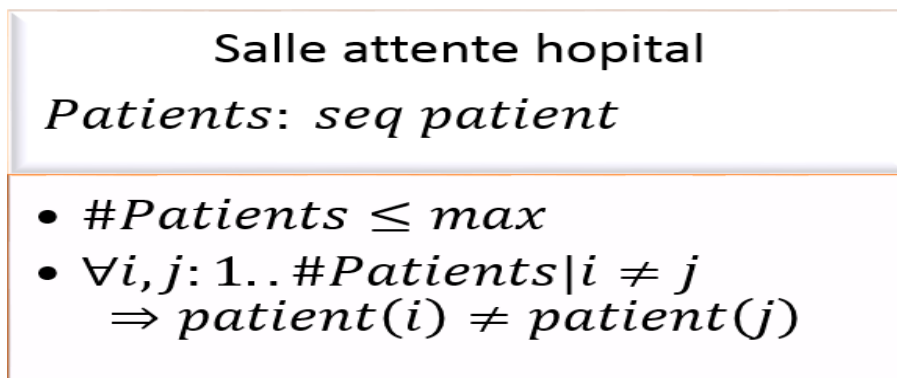 Salle attente hopital
Patients: seq patient
• #Patients ≤ max
• ∀i, j: 1.. #Patients|i ≠ j
⇒ patient(i) ≠ patient(j)